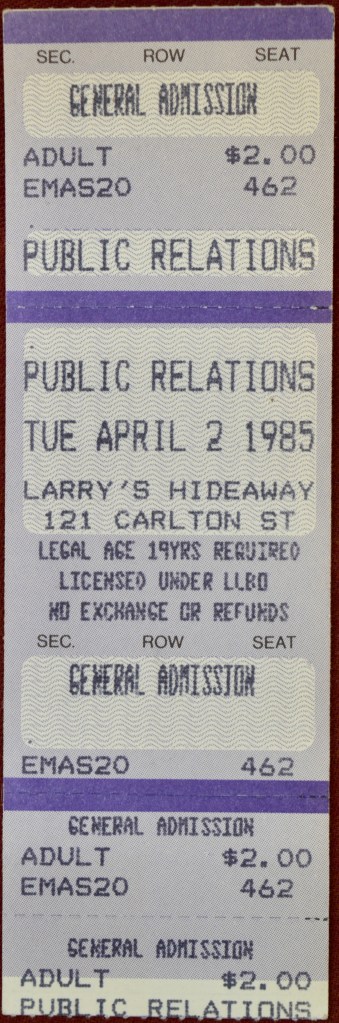 SEC. ROW SEAT
GENERAL ADMISSION
ADULT $2.00
EMAS20 462
PUBLIC RELATIONS
PUBLIC RELATIONS
TUE APRIL 2 1985
LARRY'S HIDEAWAY
121 CARLTON ST
LEGAL AGE 19YRS REQUIRED
LICENSED UNDER LLBO
NO EXCHANGE OR REFUNDS
SEC. ROW SEAT
GENERAL ADMISSION
EMAS20 462
GENERAL ADMISSION
ADULT $2.00
EMAS20 462
GENERAL ADMISSION
ADULT $2.00
PUBLIC RELATIONS